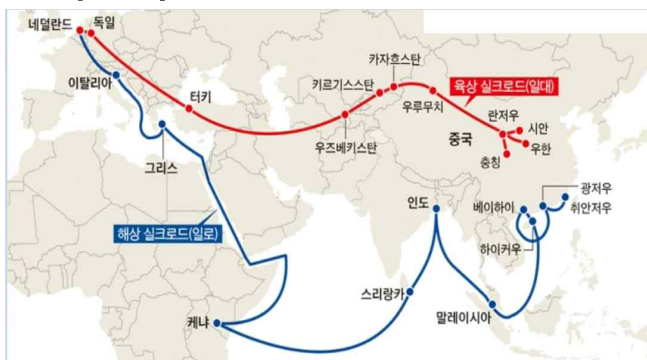 네덜란드
독일
이탈리아
터키
그리스
우즈베키스탄
키르기스스탄
카자흐스탄
우루무치
육상 실크로드(일대)
중국
란저우
시안
우한
충칭
광저우
취안저우
베이하이
하이커우
인도
해상 실크로드(일로)
스리랑카
말레이시아
케냐